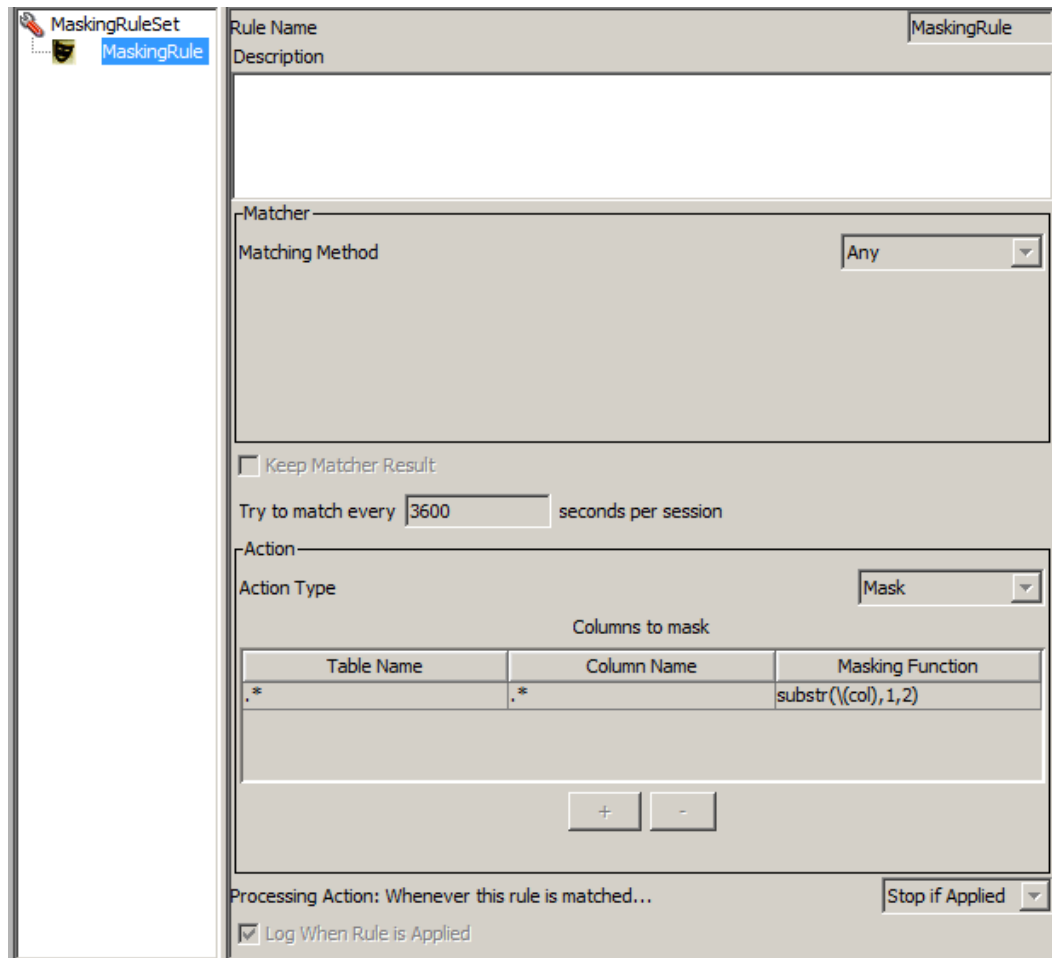 MaskingRuleSet
MaskingRule
Rule Name MaskingRule
Description
Matcher
Matching Method Any
Keep Matcher Result
Try to match every 3600 seconds per session
Action
Action Type Mask
Columns to mask
Table Name Column Name Masking Function
.* .* substr(\(col),1,2)
+ -
Processing Action: Whenever this rule is matched... Stop if Applied
Log When Rule is Applied